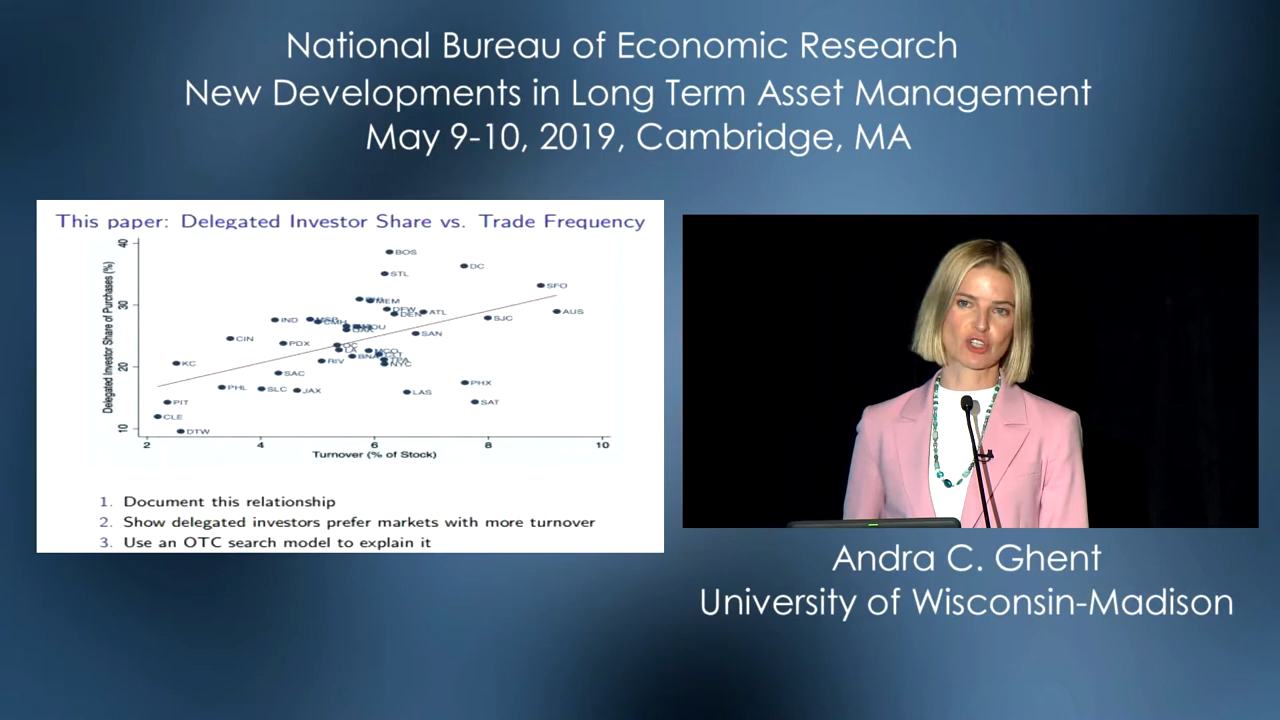 National Bureau of Economic Research
New Developments in Long Term Asset Management
May 9-10, 2019, Cambridge, MA
This paper: Delegated Investor Share vs. Trade Frequency
Delegated Investor Share of Purchases (%)
40
30
20
10
BOS
DC
STL
SFO
MEM
DFW
DEN
ATL
AUS
SJC
IND
CMH
SAN
CIN
PDX
OC
LA
MCO
BNA
NYC
RIV
KC
SAC
PHL
SLC
JAX
LAS
PHX
SAT
PIT
CLE
DTW
2
4
6
8
10
Turnover (% of Stock)
1. Document this relationship
2. Show delegated investors prefer markets with more turnover
3. Use an OTC search model to explain it
Andra C. Ghent
University of Wisconsin-Madison